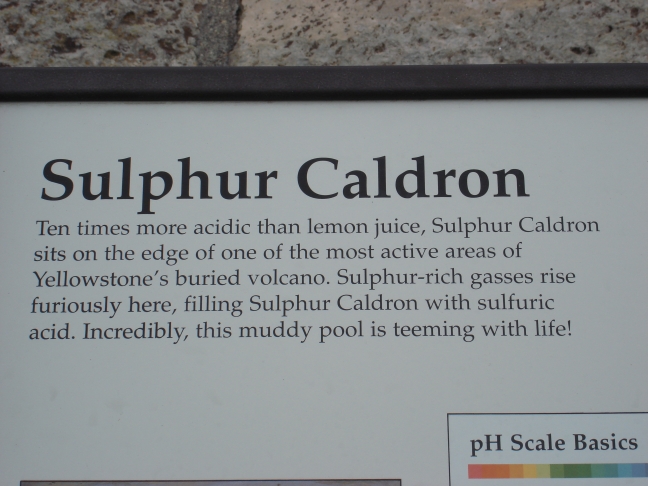 Sulphur Caldron
Ten times more acidic than lemon juice, Sulphur Caldron
sits on the edge of one of the most active areas of
Yellowstone's buried volcano. Sulphur-rich gasses rise
furiously here, filling Sulphur Caldron with sulfuric
acid. Incredibly, this muddy pool is teeming with life!
pH Scale Basics